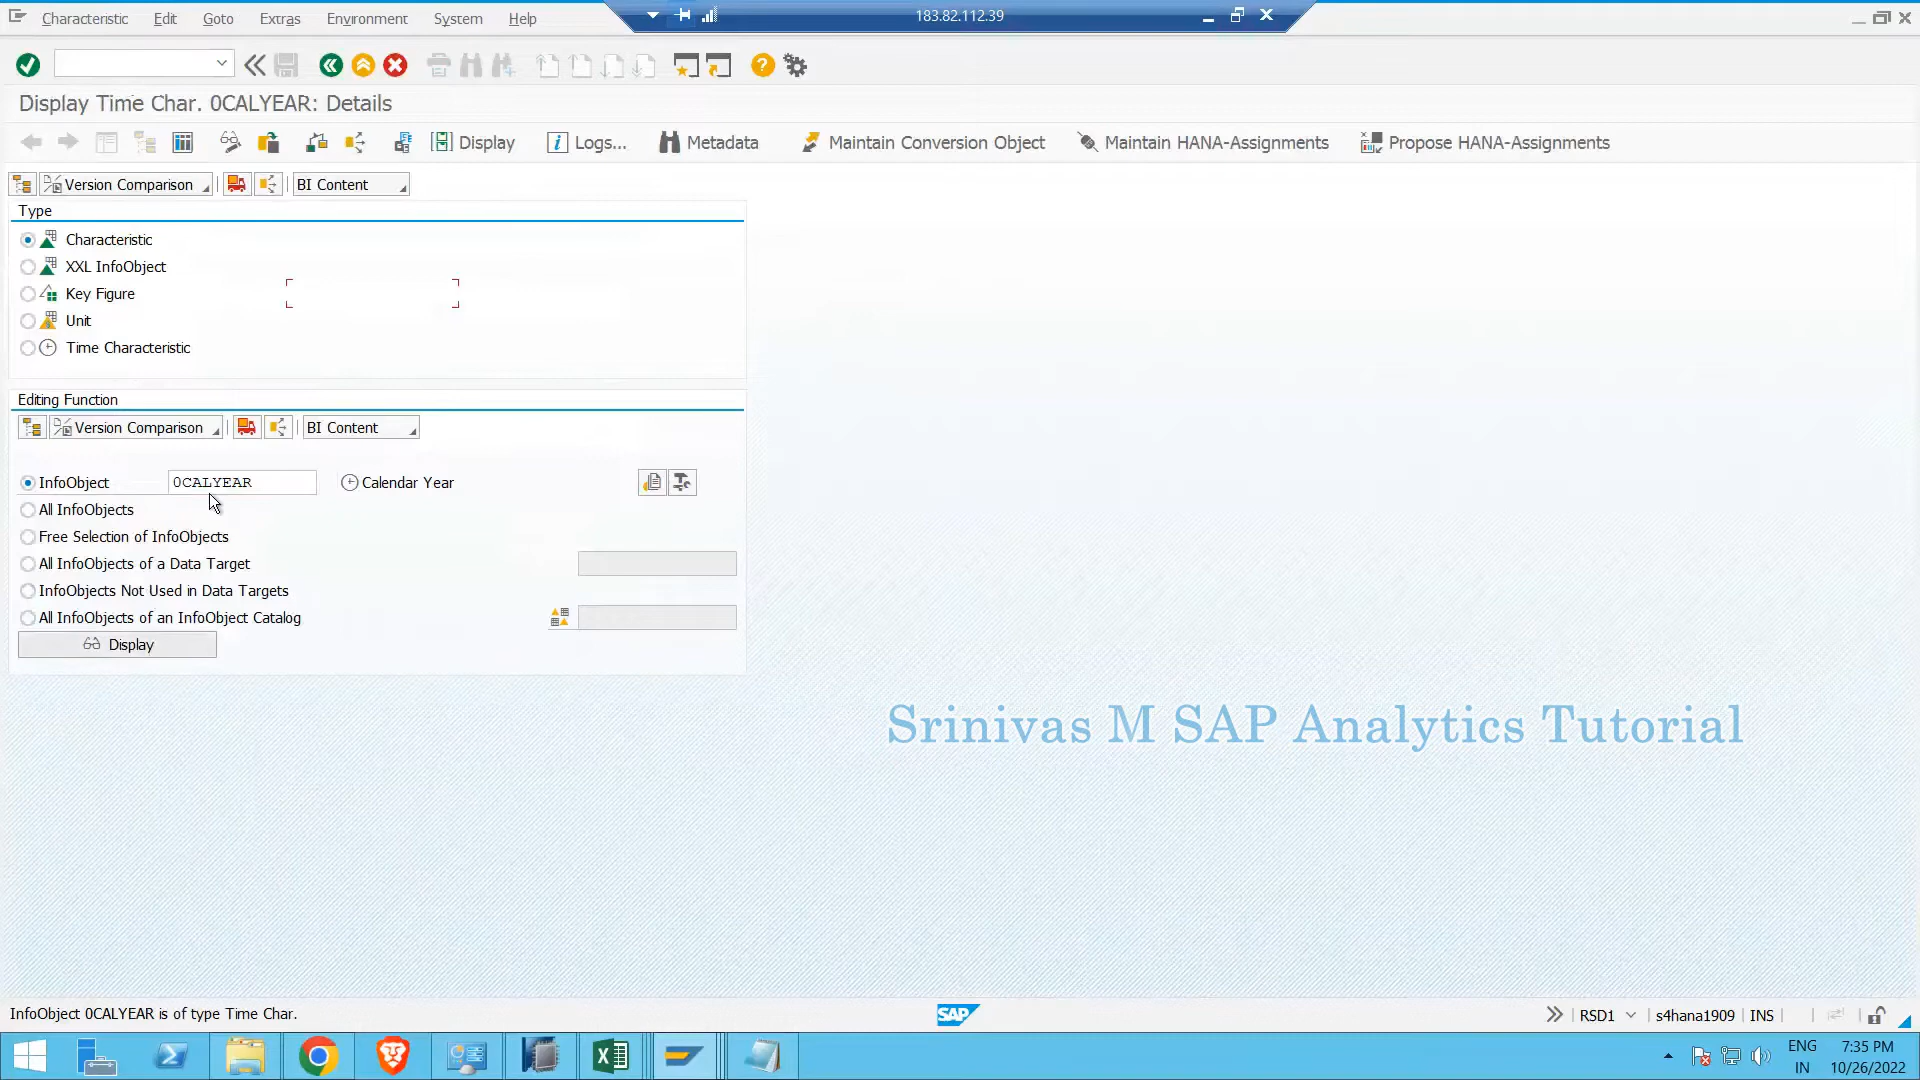 Characteristic Edit Goto Extras Environment System Help
183.82.112.39
Display Time Char. 0CALYEAR: Details
Display Logs... Metadata Maintain Conversion Object Maintain HANA-Assignments Propose HANA-Assignments
Version Comparison BI Content
Type
Characteristic
XXL InfoObject
Key Figure
Unit
Time Characteristic
Editing Function
Version Comparison BI Content
InfoObject 0CALYEAR Calendar Year
All InfoObjects
Free Selection of InfoObjects
All InfoObjects of a Data Target
InfoObjects Not Used in Data Targets
All InfoObjects of an InfoObject Catalog
Display
Srinivas M SAP Analytics Tutorial
InfoObject 0CALYEAR is of type Time Char.
SAP
RSD1 s4hana1909 INS
ENG 7:35 PM
IN 10/26/2022